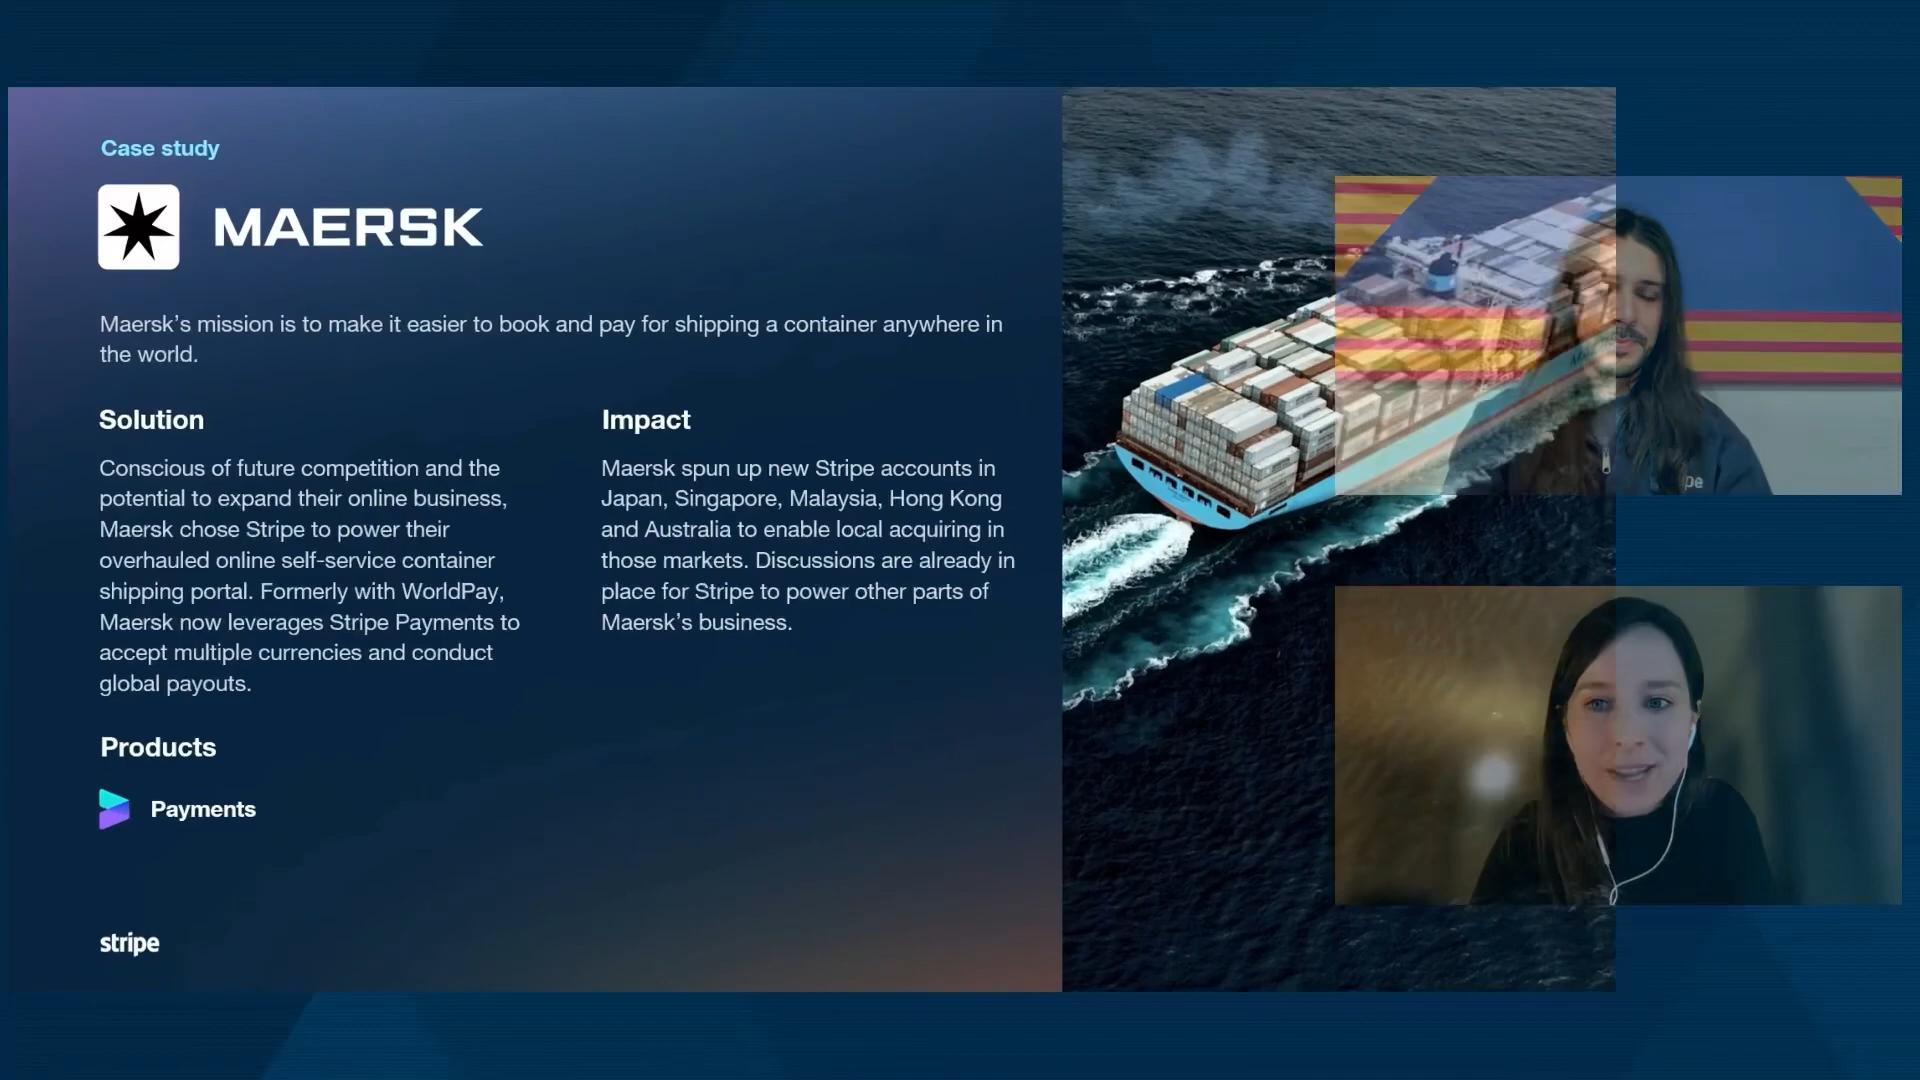 Case study
MAERSK
Maersk’s mission is to make it easier to book and pay for shipping a container anywhere in
the world.
Solution
Conscious of future competition and the
potential to expand their online business,
Maersk chose Stripe to power their
overhauled online self-service container
shipping portal. Formerly with WorldPay,
Maersk now leverages Stripe Payments to
accept multiple currencies and conduct
global payouts.
Impact
Maersk spun up new Stripe accounts in
Japan, Singapore, Malaysia, Hong Kong
and Australia to enable local acquiring in
those markets. Discussions are already in
place for Stripe to power other parts of
Maersk’s business.
Products
Payments
stripe